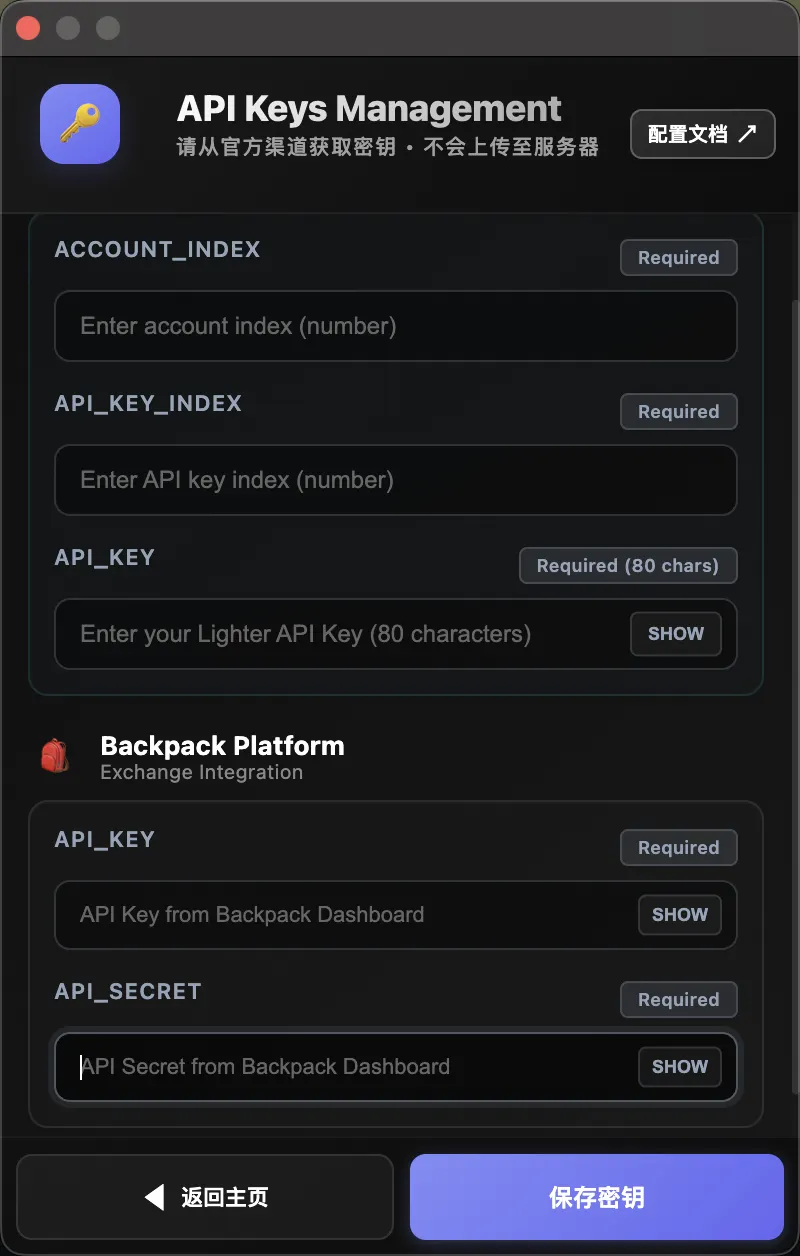 API Keys Management
请从官方渠道获取密钥 • 不会上传至服务器
配置文档 ↗
ACCOUNT_INDEX
Required
Enter account index (number)
API_KEY_INDEX
Required
Enter API key index (number)
API_KEY
Required (80 chars)
Enter your Lighter API Key (80 characters)
SHOW
Backpack Platform
Exchange Integration
API_KEY
Required
API Key from Backpack Dashboard
SHOW
API_SECRET
Required
API Secret from Backpack Dashboard
SHOW
◀ 返回主页
保存密钥